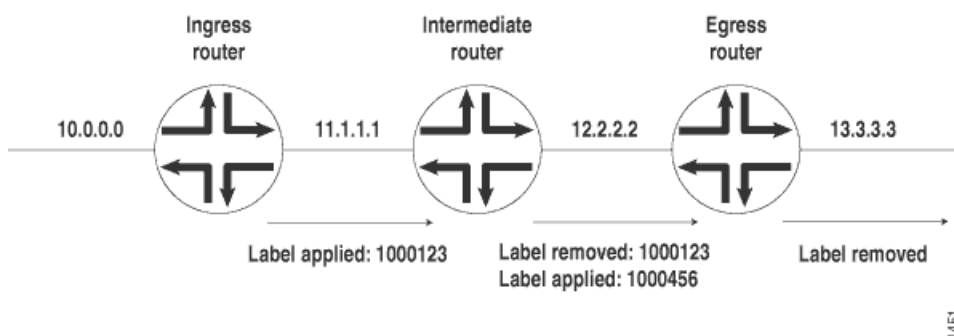 Ingress
router
Intermediate
router
Egress
router
10.0.0.0
11.1.1.1
12.2.2.2
13.3.3.3
Label applied: 1000123
Label removed: 1000123
Label applied: 1000456
Label removed